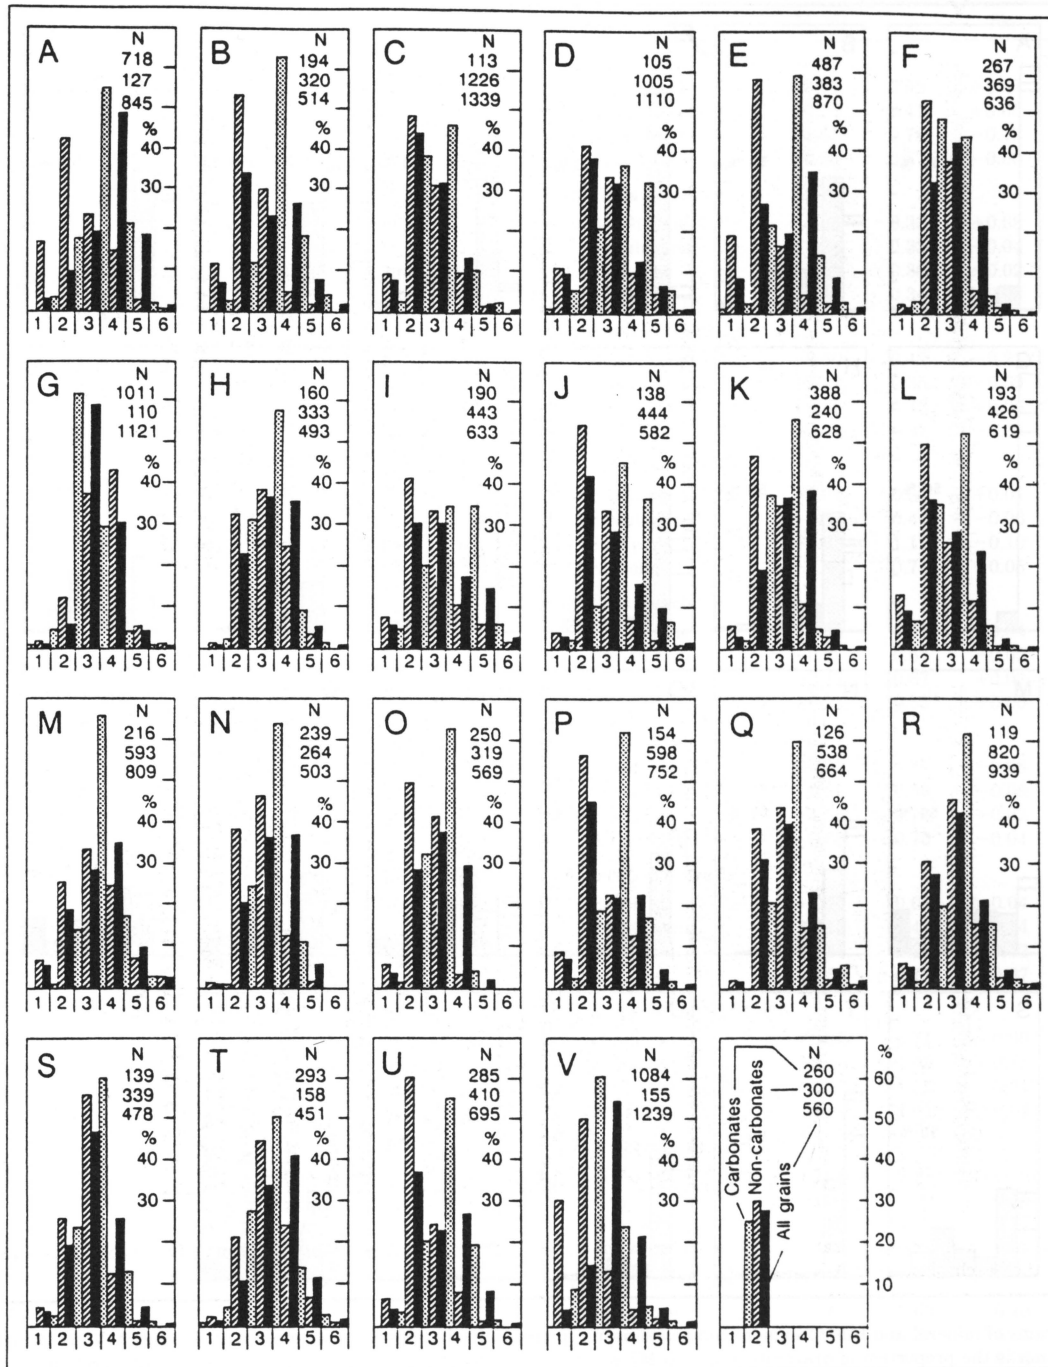 A
N
718
127
845
%
40
30
1 2 3 4 5 6
B
N
194
320
514
%
40
30
1 2 3 4 5 6
C
N
113
1226
1339
%
40
30
1 2 3 4 5 6
D
N
105
1005
1110
%
40
30
1 2 3 4 5 6
E
N
487
383
870
%
40
30
1 2 3 4 5 6
F
N
267
369
636
%
40
30
1 2 3 4 5 6
G
N
1011
110
1121
%
40
30
1 2 3 4 5 6
H
N
160
333
493
%
40
30
1 2 3 4 5 6
I
N
190
443
633
%
40
30
1 2 3 4 5 6
J
N
138
444
582
%
40
30
1 2 3 4 5 6
K
N
388
240
628
%
40
30
1 2 3 4 5 6
L
N
193
426
619
%
40
30
1 2 3 4 5 6
M
N
216
593
809
%
40
30
1 2 3 4 5 6
N
N
239
264
503
%
40
30
1 2 3 4 5 6
O
N
250
319
569
%
40
30
1 2 3 4 5 6
P
N
154
598
752
%
40
30
1 2 3 4 5 6
Q
N
126
538
664
%
40
30
1 2 3 4 5 6
R
N
119
820
939
%
40
30
1 2 3 4 5 6
S
N
139
339
478
%
40
30
1 2 3 4 5 6
T
N
293
158
451
%
40
30
1 2 3 4 5 6
U
N
285
410
695
%
40
30
1 2 3 4 5 6
V
N
1084
155
1239
%
40
30
1 2 3 4 5 6
Carbonates
Non-carbonates
All grains
N
260
300
560
%
60
50
40
30
20
10
1 2 3 4 5 6